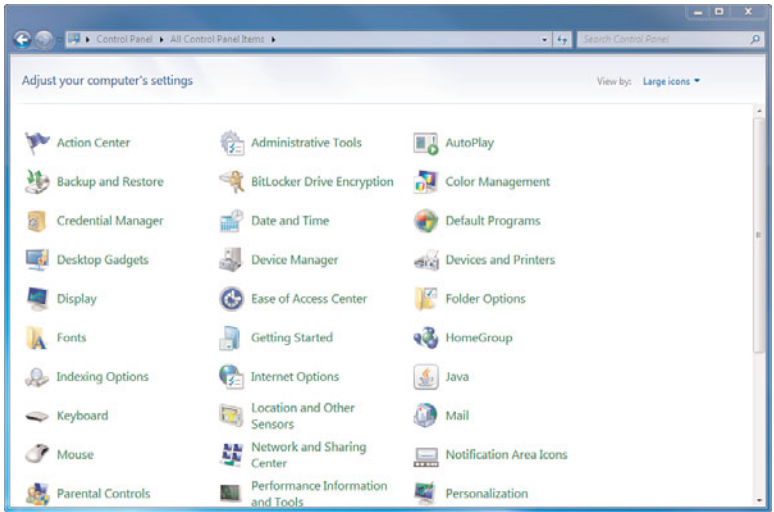 Control Panel All Control Panel Items
Search Control Panel
Adjust your computer's settings
View by: Large icons
Action Center
Administrative Tools
AutoPlay
Backup and Restore
BitLocker Drive Encryption
Color Management
Credential Manager
Date and Time
Default Programs
Desktop Gadgets
Device Manager
Devices and Printers
Display
Ease of Access Center
Folder Options
Fonts
Getting Started
HomeGroup
Indexing Options
Internet Options
Java
Keyboard
Location and Other
Sensors
Mail
Mouse
Network and Sharing
Center
Notification Area Icons
Parental Controls
Performance Information
and Tools
Personalization